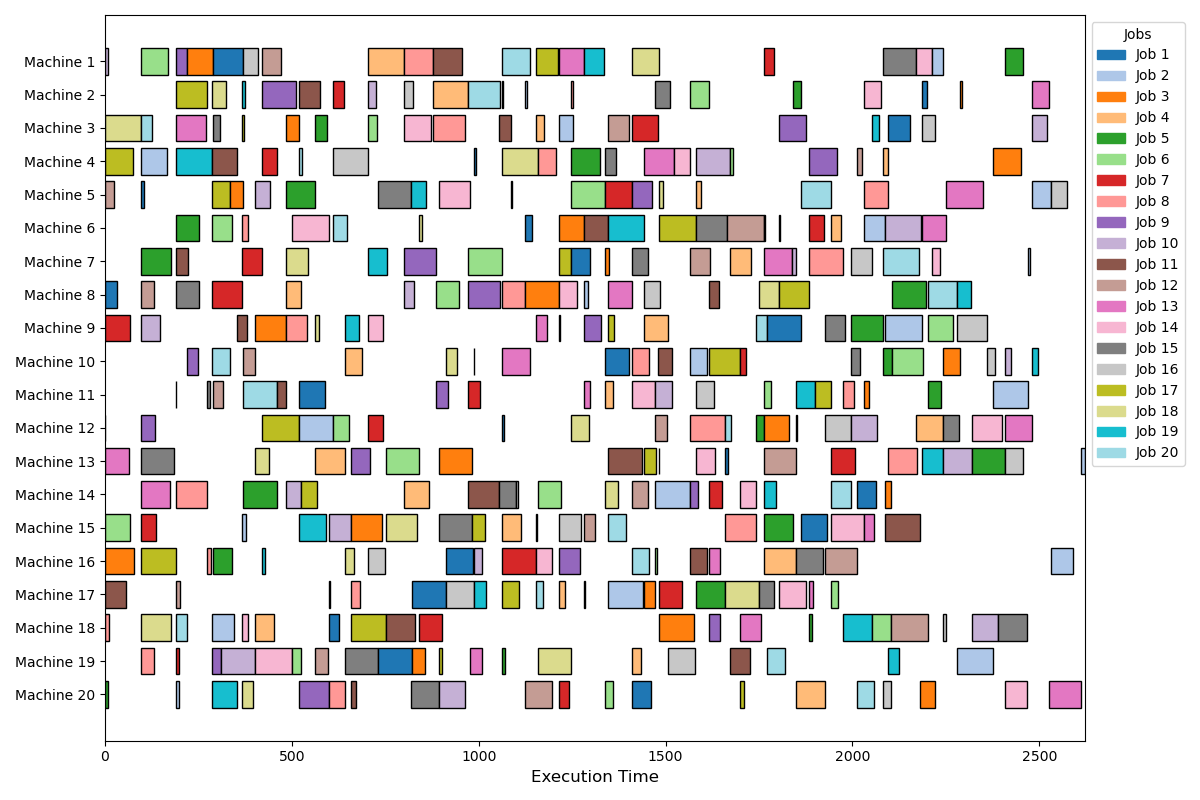 Machine 1
Machine 2
Machine 3
Machine 4
Machine 5
Machine 6
Machine 7
Machine 8
Machine 9
Machine 10
Machine 11
Machine 12
Machine 13
Machine 14
Machine 15
Machine 16
Machine 17
Machine 18
Machine 19
Machine 20
0 500 1000 1500 2000 2500
Execution Time
Jobs
Job 1
Job 2
Job 3
Job 4
Job 5
Job 6
Job 7
Job 8
Job 9
Job 10
Job 11
Job 12
Job 13
Job 14
Job 15
Job 16
Job 17
Job 18
Job 19
Job 20